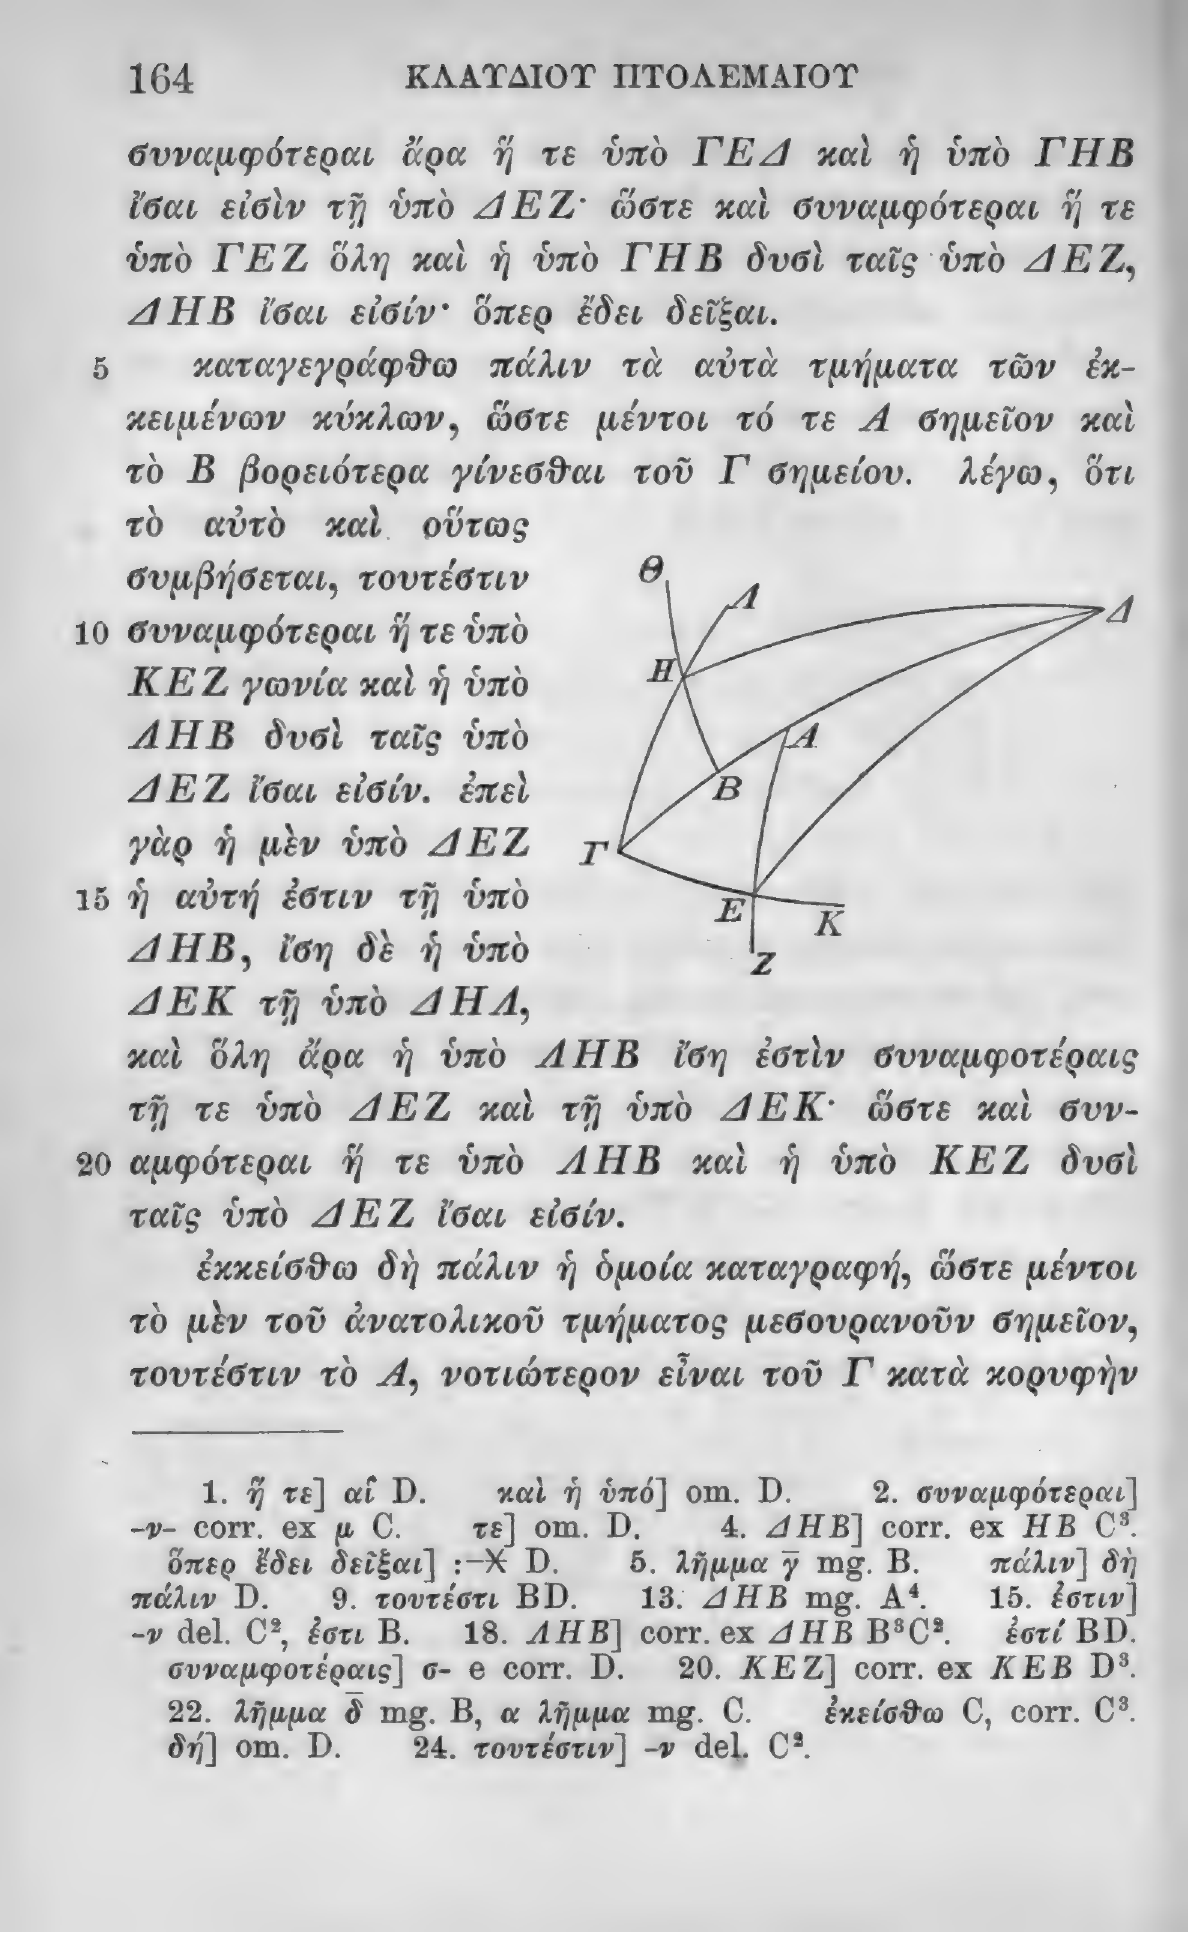 164 ΚΛΑΥΔΙΟΥ ΠΤΟΛΕΜΑΙΟΥ
συναμφότεραι ἄρα ἥ τε ὑπὸ ΓΕΔ καὶ ἡ ὑπὸ ΓΗΒ
ἴσαι εἰσὶν τῇ ὑπὸ ΔΕΖ· ὥστε καὶ συναμφότεραι ἥ τε
ὑπὸ ΓΕΖ ὅλη καὶ ἡ ὑπὸ ΓΗΒ δυσὶ ταῖς ὑπὸ ΔΕΖ,
ΔΗΒ ἴσαι εἰσίν· ὅπερ ἔδει δεῖξαι.
5 καταγεγράφθω πάλιν τὰ αὐτὰ τμήματα τῶν ἐκ-
κειμένων κύκλων, ὥστε μέντοι τό τε Α σημεῖον καὶ
τὸ Β βορειότερα γίνεσθαι τοῦ Γ σημείου. λέγω, ὅτι
τὸ αὐτὸ καὶ οὕτως
συμβήσεται, τουτέστιν
10 συναμφότεραι ἥ τε ὑπὸ
ΚΕΖ γωνία καὶ ἡ ὑπὸ
ΛΗΒ δυσὶ ταῖς ὑπὸ
ΔΕΖ ἴσαι εἰσίν. ἐπεὶ
γὰρ ἡ μὲν ὑπὸ ΔΕΖ
15 ἡ αὐτή ἐστιν τῇ ὑπὸ
ΔΗΒ, ἴση δὲ ἡ ὑπὸ
ΔΕΚ τῇ ὑπὸ ΔΗΛ,
Θ
Λ
Δ
Η
Α
Β
Γ
Ε
Κ
Ζ
καὶ ὅλη ἄρα ἡ ὑπὸ ΛΗΒ ἴση ἐστὶν συναμφοτέραις
τῇ τε ὑπὸ ΔΕΖ καὶ τῇ ὑπὸ ΔΕΚ· ὥστε καὶ συν-
20 αμφότεραι ἥ τε ὑπὸ ΛΗΒ καὶ ἡ ὑπὸ ΚΕΖ δυσὶ
ταῖς ὑπὸ ΔΕΖ ἴσαι εἰσίν.
ἐκκείσθω δὴ πάλιν ἡ ὁμοία καταγραφή, ὥστε μέντοι
τὸ μὲν τοῦ ἀνατολικοῦ τμήματος μεσουρανοῦν σημεῖον,
τουτέστιν τὸ Α, νοτιώτερον εἶναι τοῦ Γ κατὰ κορυφὴν
1. ἥ τε] αἵ D. καὶ ἡ ὑπό] om. D. 2. συναμφότεραι]
-ν- corr. ex μ C. τε] om. D. 4. ΔΗΒ] corr. ex ΗΒ C³.
ὅπερ ἔδει δεῖξαι] :-Ⲭ D. 5. λῆμμα γ̄ mg. B. πάλιν] δὴ
πάλιν D. 9. τουτέστι BD. 13. ΔΗΒ mg. A⁴. 15. ἐστιν]
-ν del. C², ἐστι B. 18. ΛΗΒ] corr. ex ΔΗΒ B³C². ἐστί BD.
συναμφοτέραις] σ- e corr. D. 20. ΚΕΖ] corr. ex ΚΕΒ D³.
22. λῆμμα δ̄ mg. B, α λῆμμα mg. C. ἐκείσθω C, corr. C³.
δή] om. D. 24. τουτέστιν] -ν del. C².